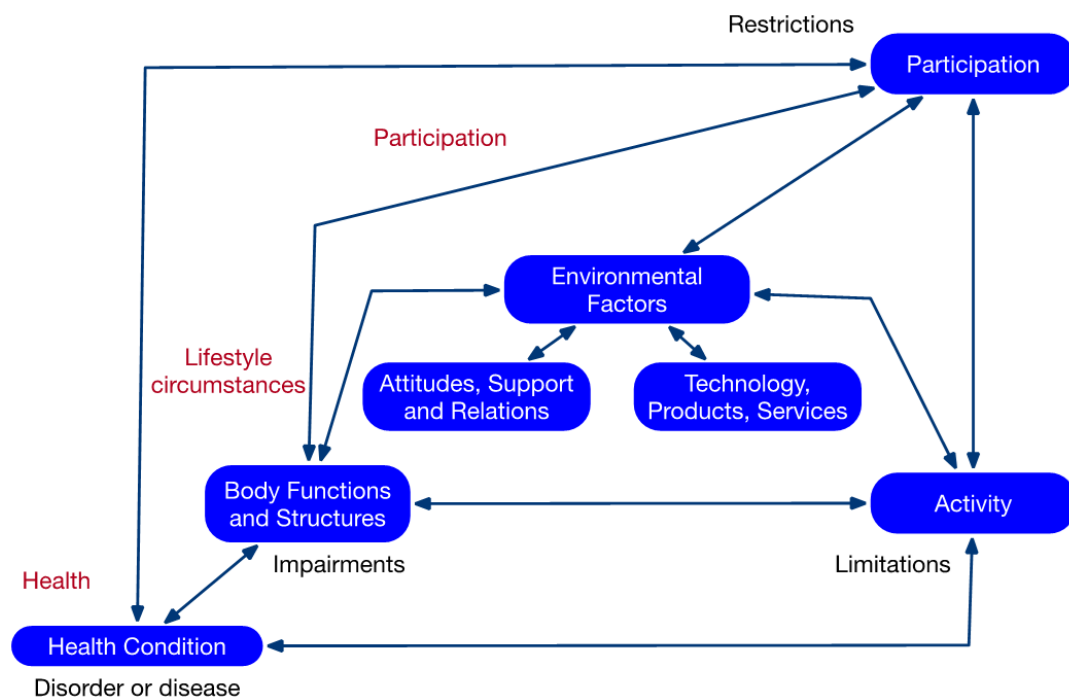 Restrictions
Participation
Participation
Environmental
Factors
Lifestyle
circumstances
Attitudes, Support
and Relations
Technology,
Products, Services
Body Functions
and Structures
Activity
Impairments
Limitations
Health
Health Condition
Disorder or disease